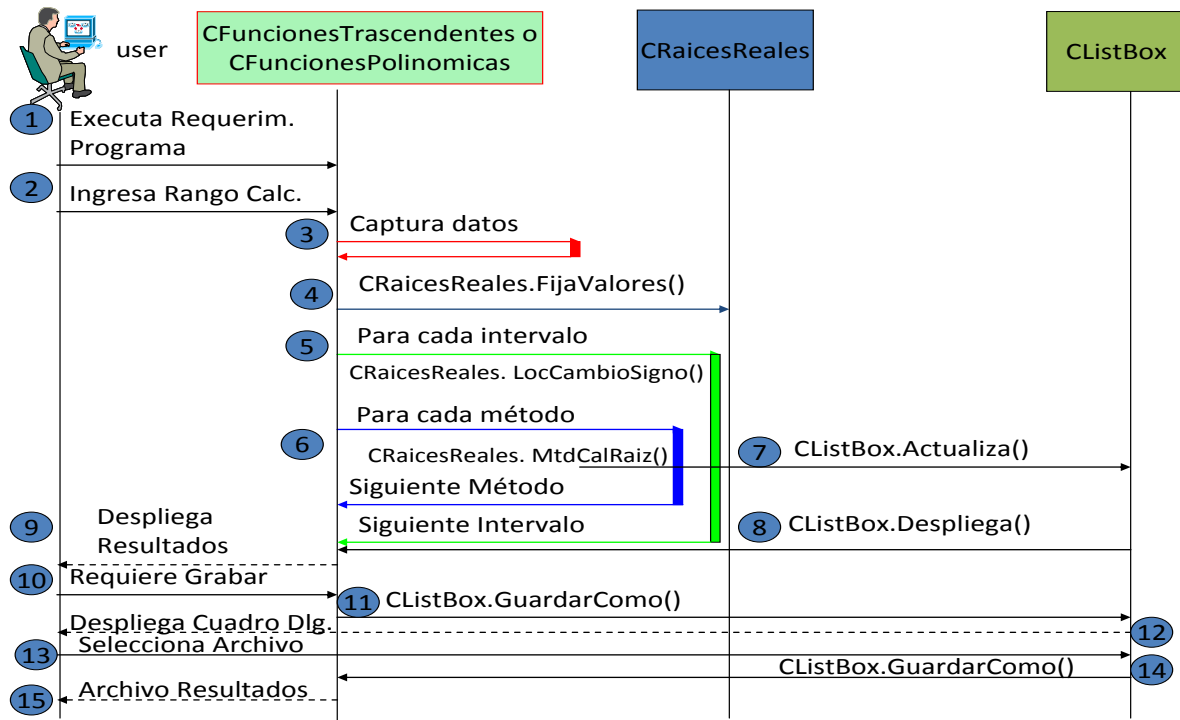 user
CFuncionesTrascendentes o
CFuncionesPolinomicas
CRaicesReales
CListBox
1
Executa Requerim.
Programa
2
Ingresa Rango Calc.
3
Captura datos
4
CRaicesReales.FijaValores()
5
Para cada intervalo
CRaicesReales. LocCambioSigno()
Para cada método
6
CRaicesReales. MtdCalRaiz()
7
CListBox.Actualiza()
Siguiente Método
9
Despliega
Resultados
Siguiente Intervalo
8
CListBox.Despliega()
10
Requiere Grabar
11
CListBox.GuardarComo()
Despliega Cuadro Dlg.
12
13
Selecciona Archivo
CListBox.GuardarComo()
14
15
Archivo Resultados